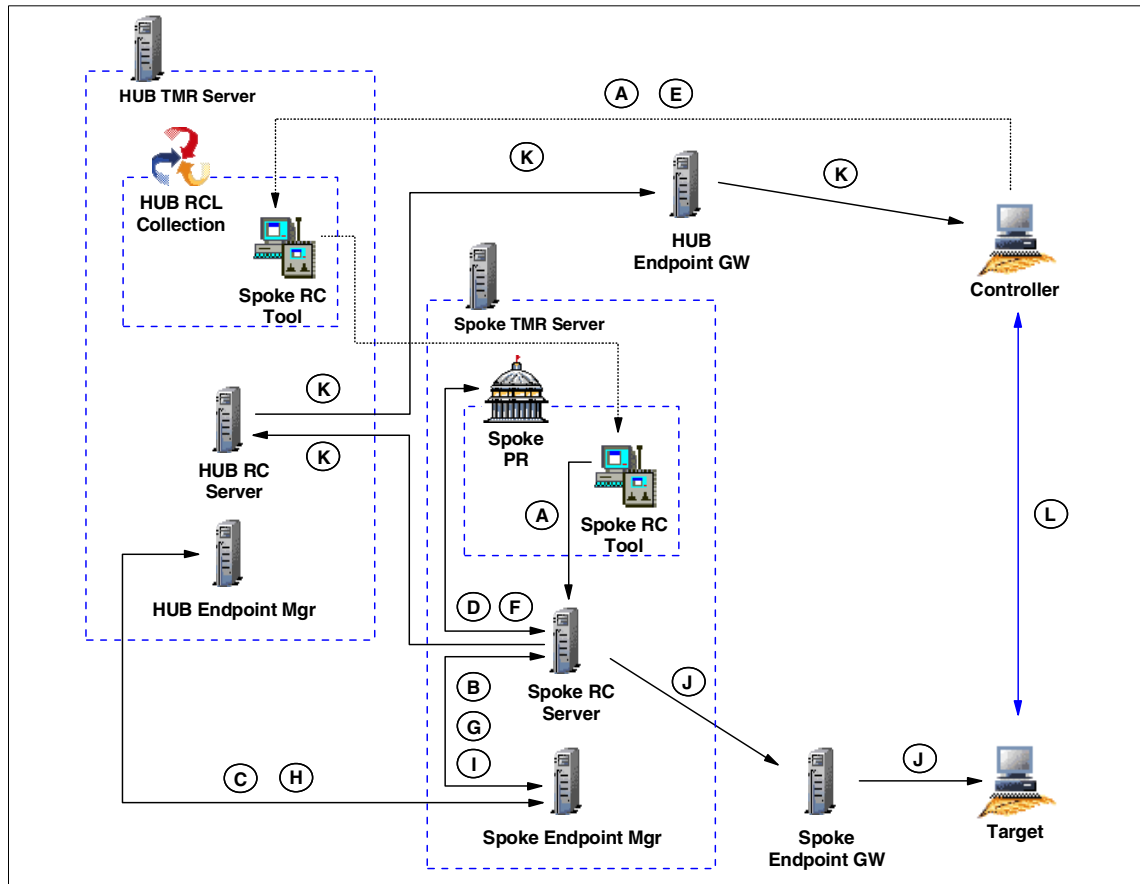 HUB TMR Server
A E
HUB RCL
Collection
K
K
HUB
Endpoint GW
Controller
Spoke RC
Tool
Spoke TMR Server
K
Spoke
PR
HUB RC
Server
K
A
Spoke RC
Tool
L
HUB Endpoint Mgr
D F
B
Spoke RC
Server
J
G
I
C H
J
Spoke Endpoint Mgr
Spoke
Endpoint GW
Target